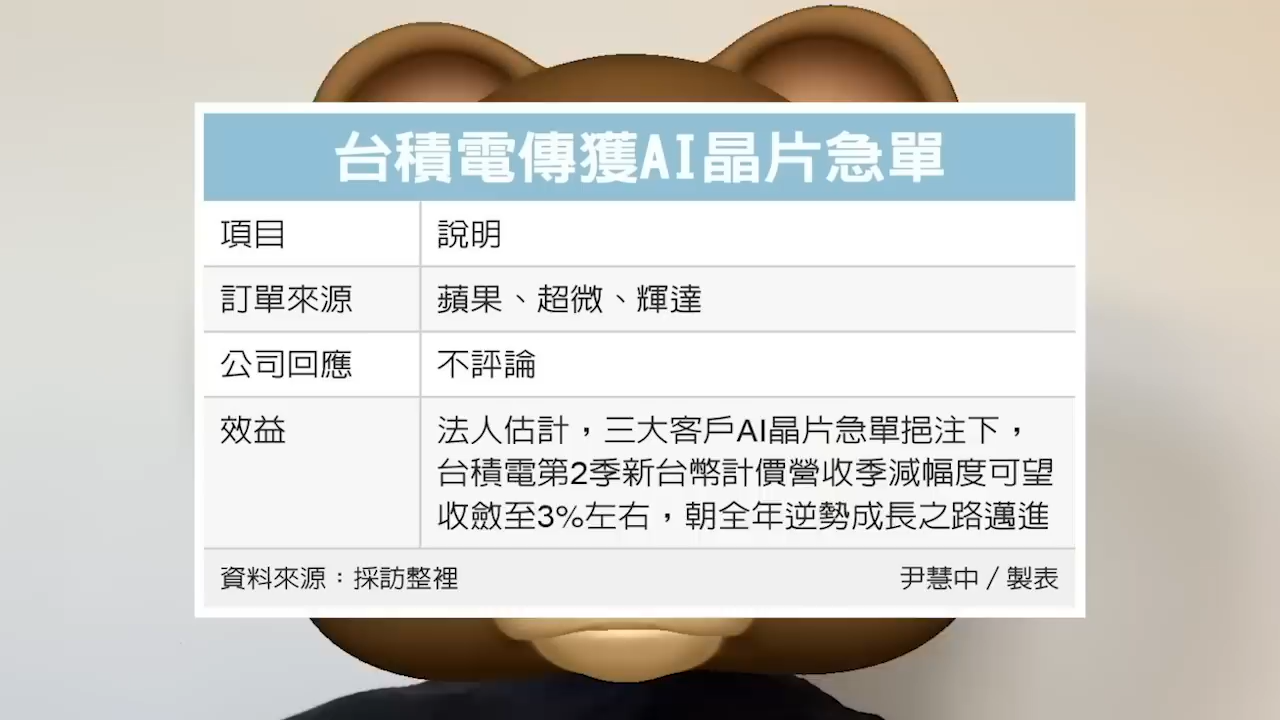 台積電傳獲AI晶片急單
項目 說明
訂單來源 蘋果、超微、輝達
公司回應 不評論
效益 法人估計，三大客戶AI晶片急單挹注下，
台積電第2季新台幣計價營收季減幅度可望
收斂至3%左右，朝全年逆勢成長之路邁進
資料來源：採訪整裡 尹慧中／製表